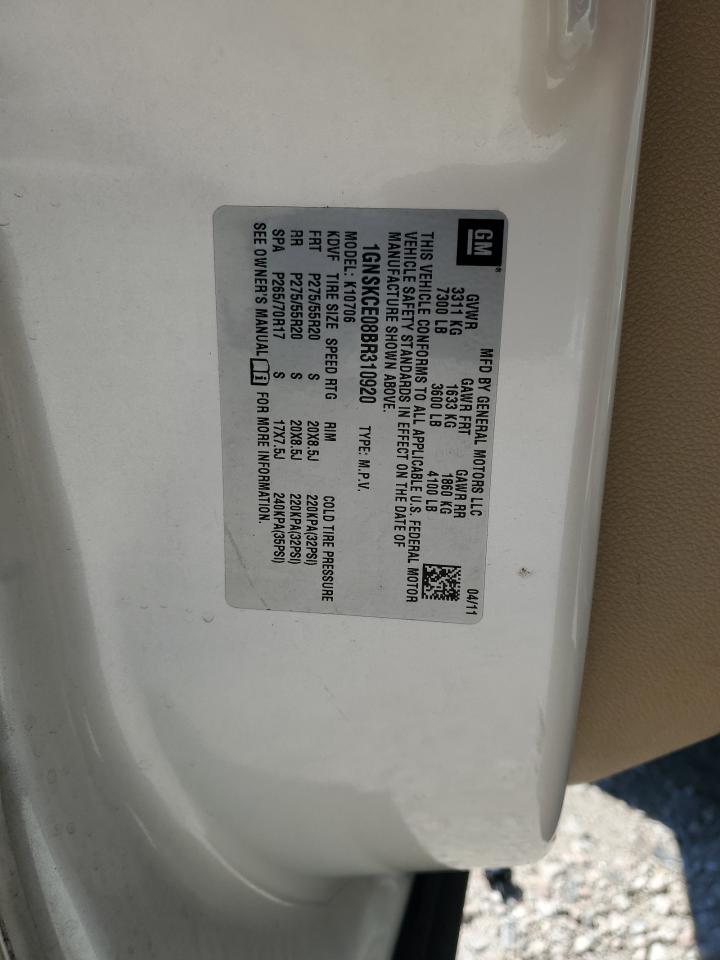 GM
MFD BY GENERAL MOTORS LLC 04/11
GVWR GAWR FRT GAWR RR
3311 KG 1633 KG 1860 KG
7300 LB 3600 LB 4100 LB
THIS VEHICLE CONFORMS TO ALL APPLICABLE U.S. FEDERAL MOTOR
VEHICLE SAFETY STANDARDS IN EFFECT ON THE DATE OF
MANUFACTURE SHOWN ABOVE.
1GNSKCE08BR310920 TYPE: M.P.V.
MODEL: K10706
KDVF TIRE SIZE SPEED RTG RIM COLD TIRE PRESSURE
FRT P275/55R20 S 20X8.5J 220KPA(32PSI)
RR P275/55R20 S 20X8.5J 220KPA(32PSI)
SPA P265/70R17 S 17X7.5J 240KPA(35PSI)
SEE OWNER'S MANUAL i FOR MORE INFORMATION.